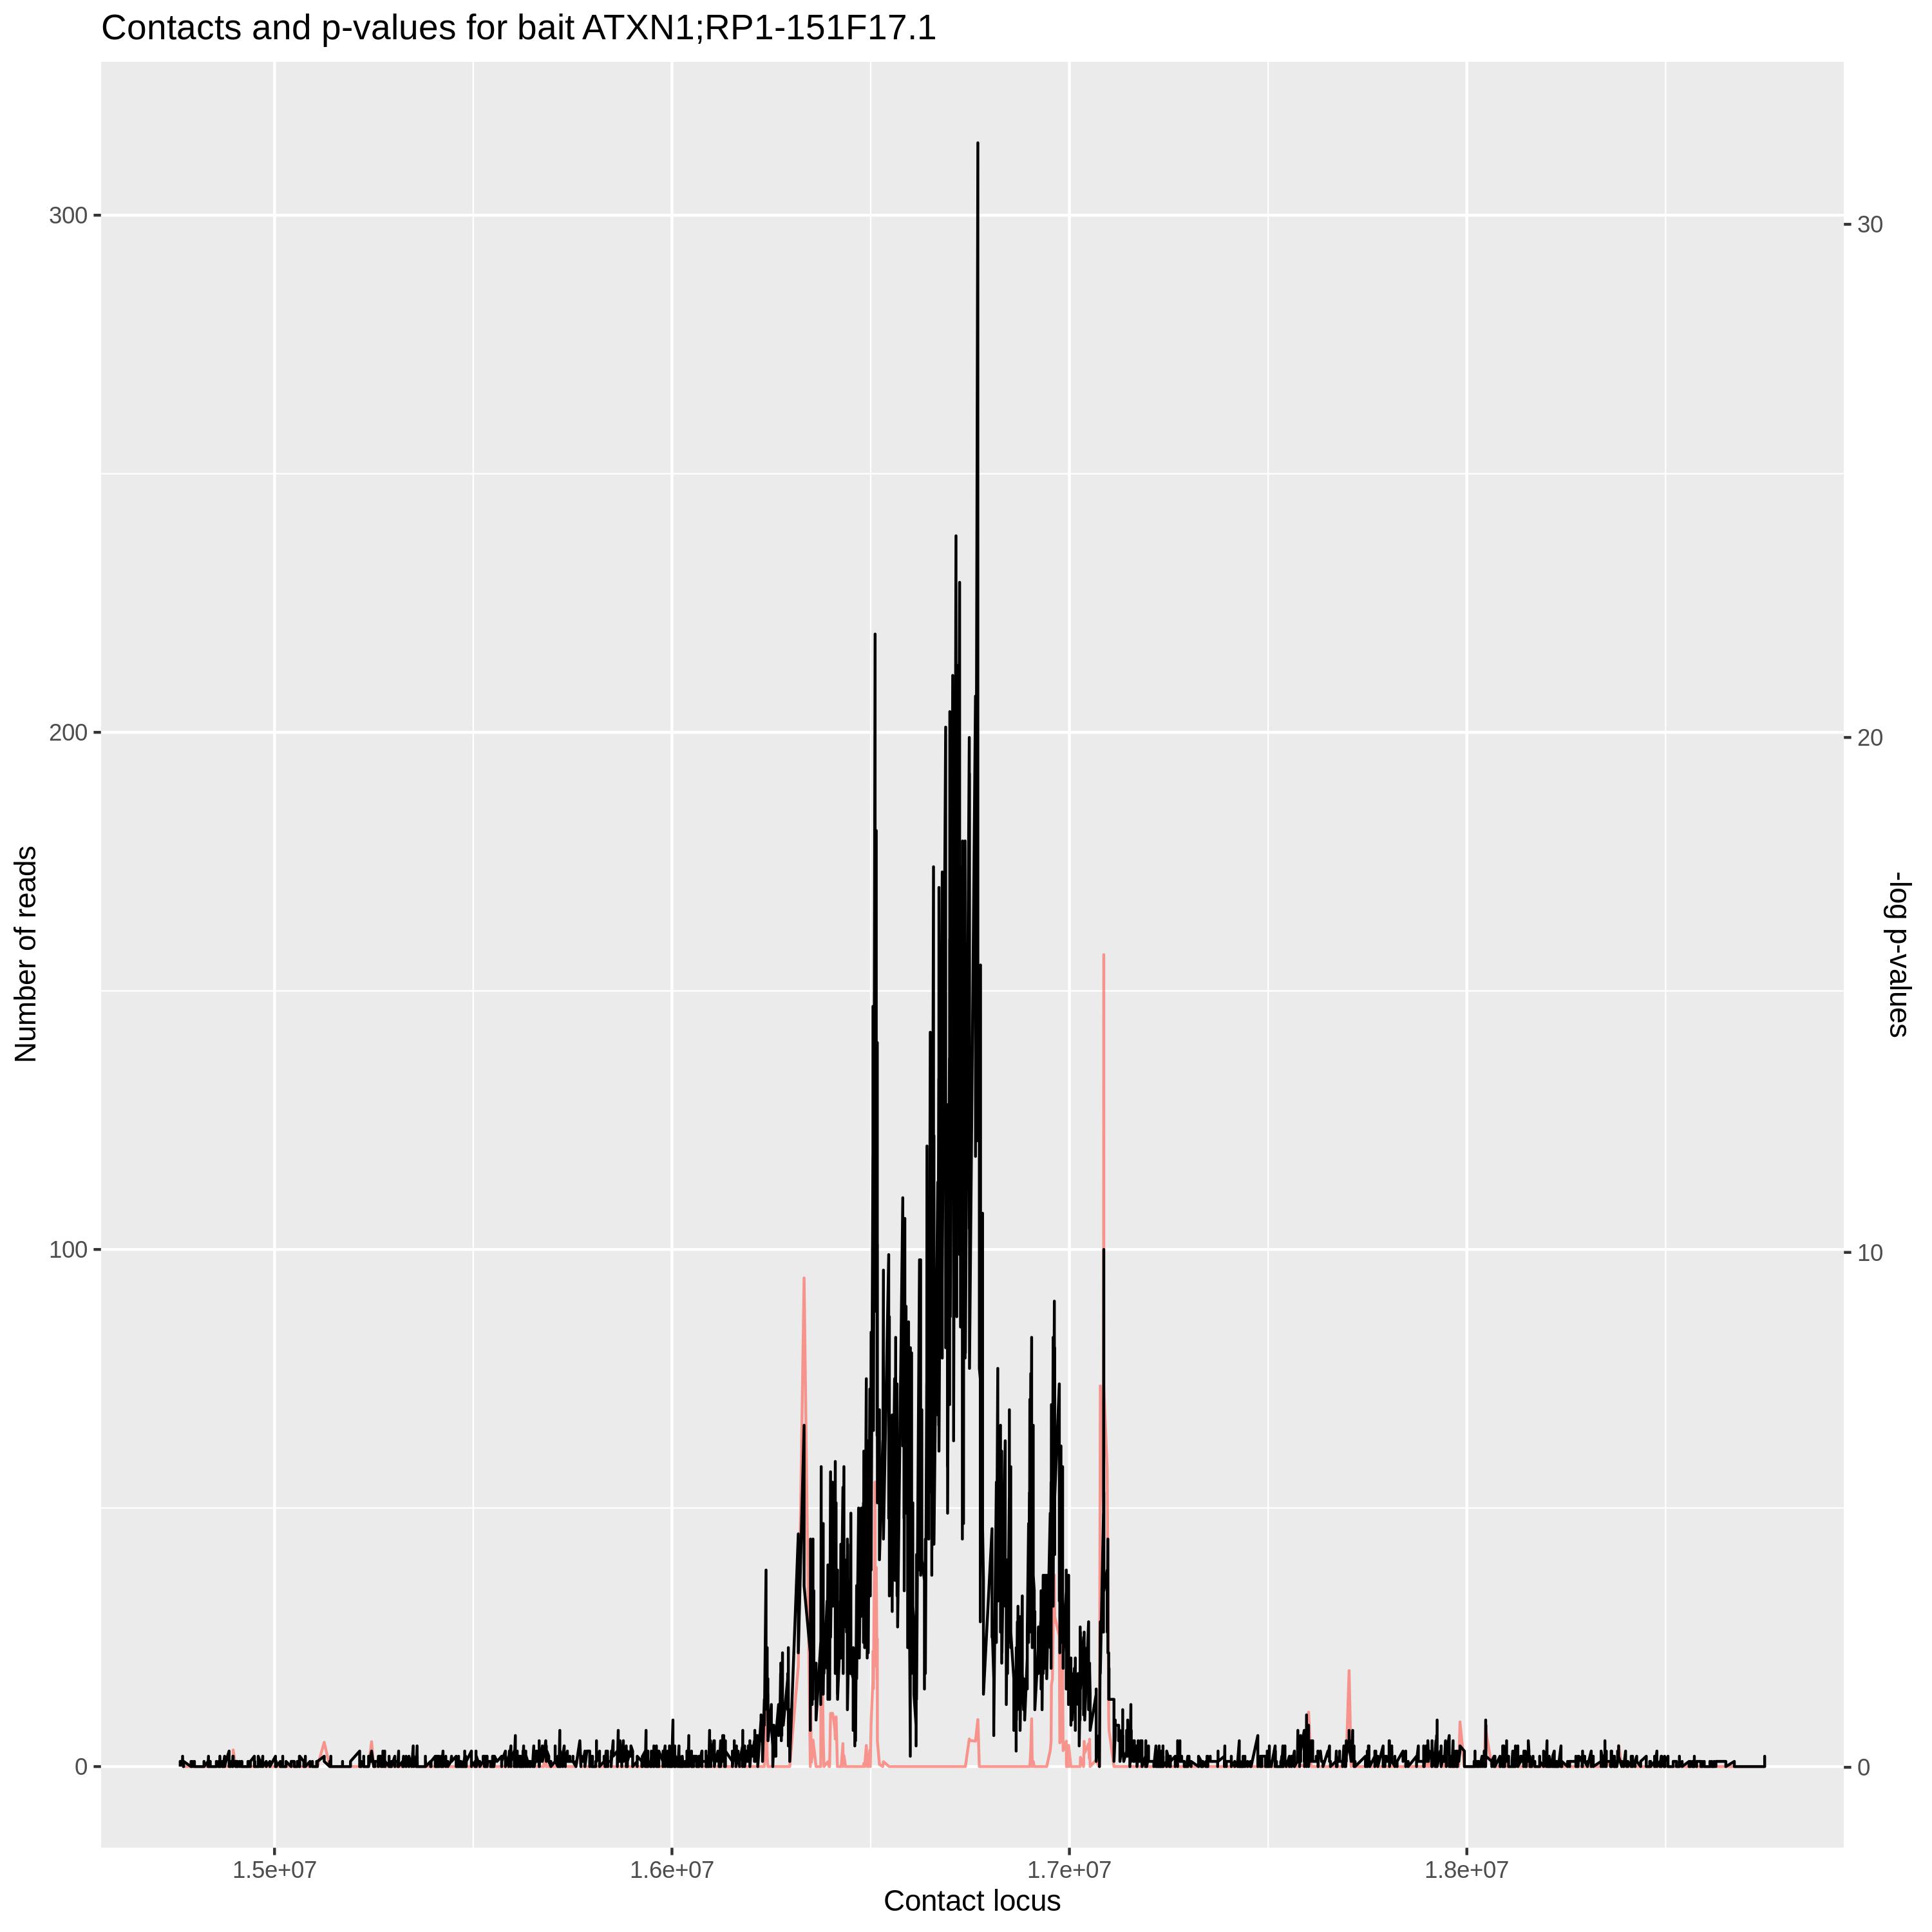 Contacts and p-values for bait ATXN1;RP1-151F17.1
300
200
100
0
Number of reads
30
20
10
0
-log p-values
1.5e+07
1.6e+07
1.7e+07
1.8e+07
Contact locus